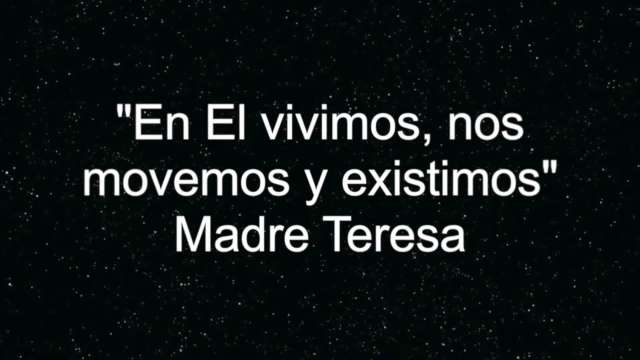 "En El vivimos, nos
movemos y existimos"
Madre Teresa